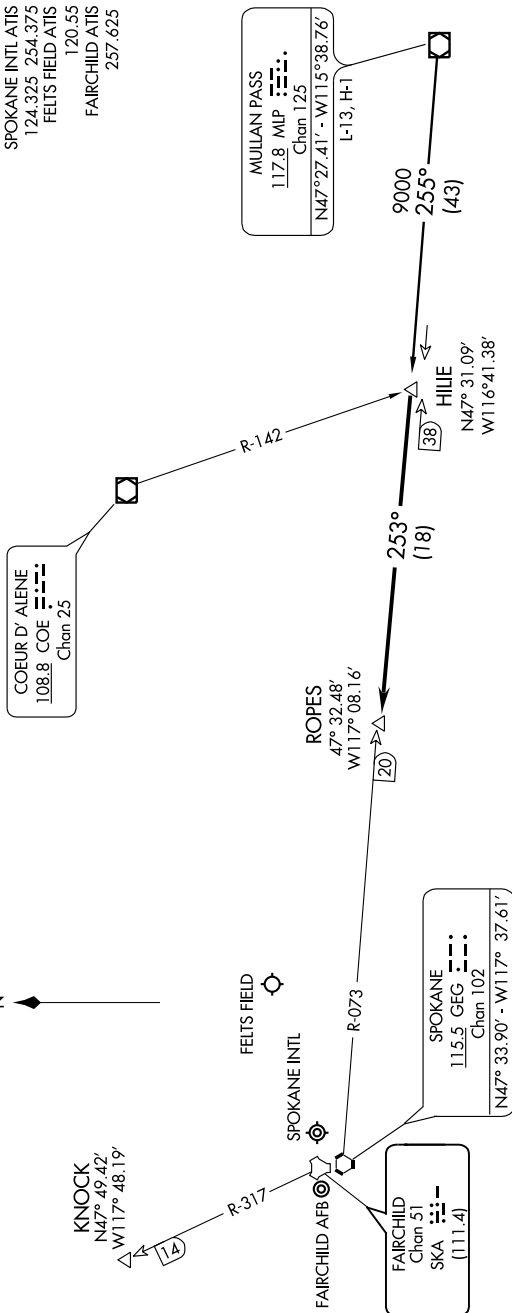 SPOKANE INTL ATIS
124.325 254.375
FELTS FIELD ATIS
120.55
FAIRCHILD ATIS
257.625
MULLAN PASS
117.8 MLP
Chan 125
N47°27.41' - W115°38.76'
L-13, H-1
9000
255°
(43)
HILIE
N47° 31.09'
W116°41.38'
38
R-142
COEUR D' ALENE
108.8 COE
Chan 25
253°
(18)
ROPES
47° 32.48'
W117° 08.16'
20
R-073
FELTS FIELD
SPOKANE INTL
SPOKANE
115.5 GEG
Chan 102
N47° 33.90' - W117° 37.61'
KNOCK
N47° 49.42'
W117° 48.19'
14
R-317
FAIRCHILD AFB
FAIRCHILD
Chan 51
SKA
(111.4)